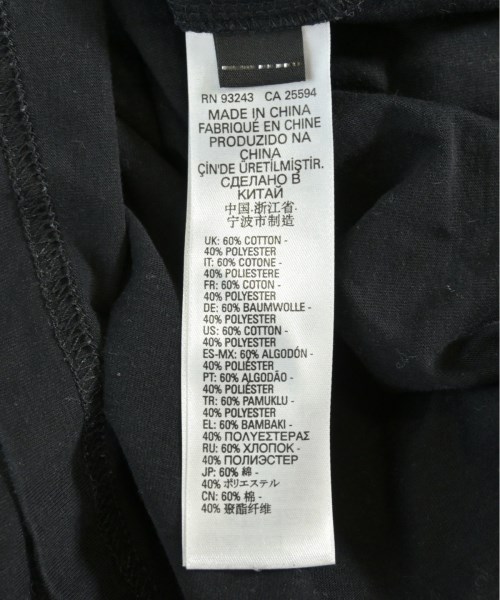 RN 93243 CA 25594
MADE IN CHINA
FABRIQUÉ EN CHINE
PRODUZIDO NA
CHINA
ÇİN'DE ÜRETİLMİŞTİR.
СДЕЛАНО В
КИТАЙ
中国.浙江省.
宁波市制造
UK: 60% COTTON -
40% POLYESTER
IT: 60% COTONE -
40% POLIESTERE
FR: 60% COTON -
40% POLYESTER
DE: 60% BAUMWOLLE -
40% POLYESTER
US: 60% COTTON -
40% POLYESTER
ES-MX: 60% ALGODÓN -
40% POLIÉSTER
PT: 60% ALGODÃO -
40% POLIÉSTER
TR: 60% PAMUKLU -
40% POLYESTER
EL: 60% BAMBAKI -
40% ΠΟΛΥΕΣΤΕΡΑΣ
RU: 60% ХЛОПОК -
40% ПОЛИЭСТЕР
JP: 60% 綿 -
40% ポリエステル
CN: 60% 棉 -
40% 聚酯纤维